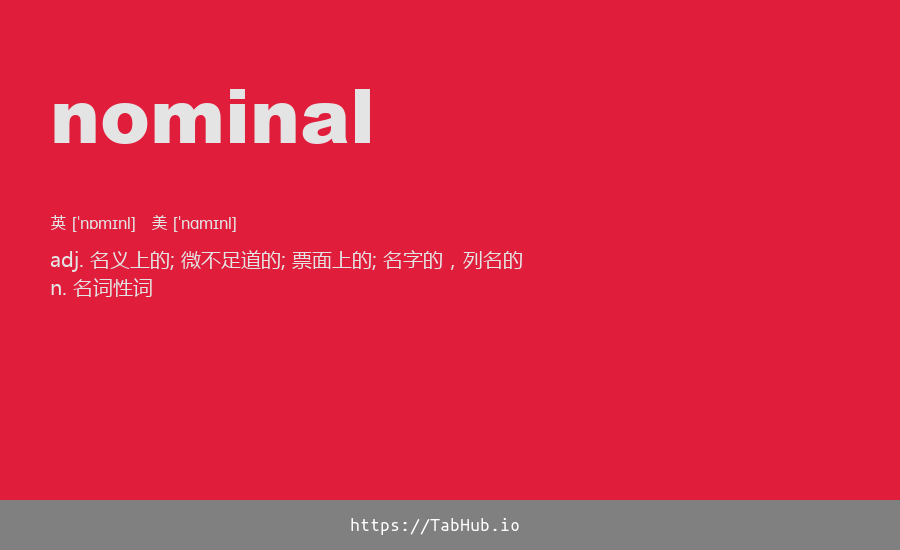 nominal
英 [ˈnɒmɪnl] 美 [ˈnɑmɪnl]
adj. 名义上的; 微不足道的; 票面上的; 名字的，列名的
n. 名词性词
https://TabHub.io